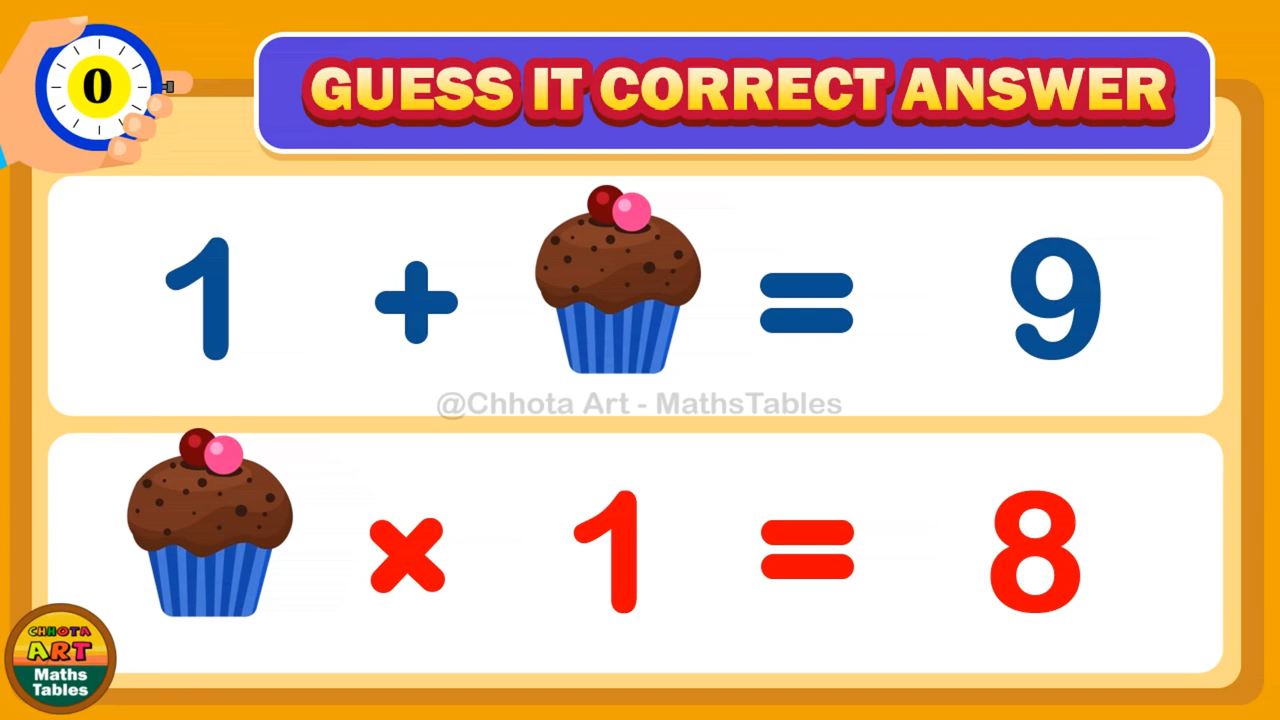 0
GUESS IT CORRECT ANSWER
1 + = 9
@Chhota Art - MathsTables
× 1 = 8
CHHOTA
ART
Maths
Tables